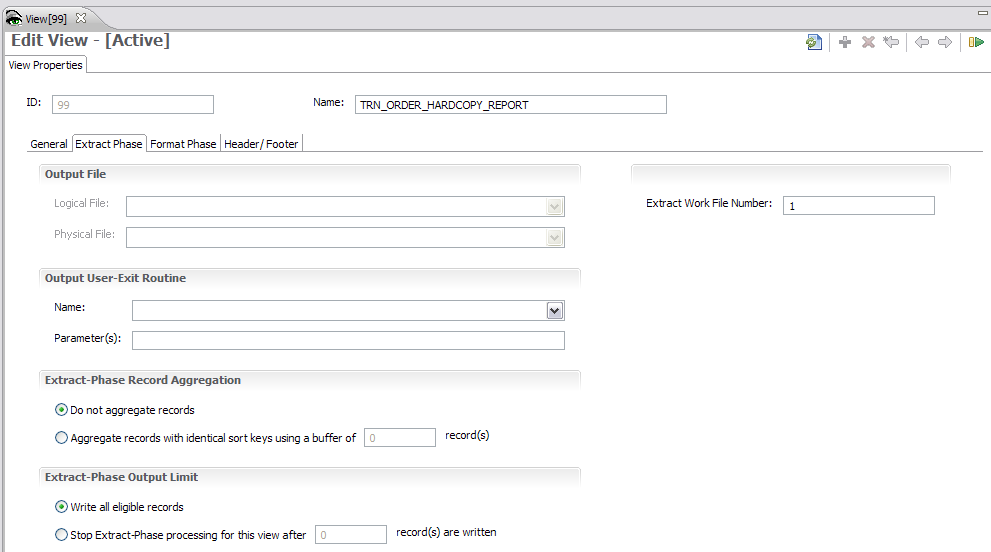 View[99]
Edit View - [Active]
View Properties
ID: 99 Name: TRN_ORDER_HARDCOPY_REPORT
General Extract Phase Format Phase Header/ Footer
Output File
Logical File:
Extract Work File Number: 1
Physical File:
Output User-Exit Routine
Name:
Parameter(s):
Extract-Phase Record Aggregation
Do not aggregate records
Aggregate records with identical sort keys using a buffer of 0 record(s)
Extract-Phase Output Limit
Write all eligible records
Stop Extract-Phase processing for this view after 0 record(s) are written